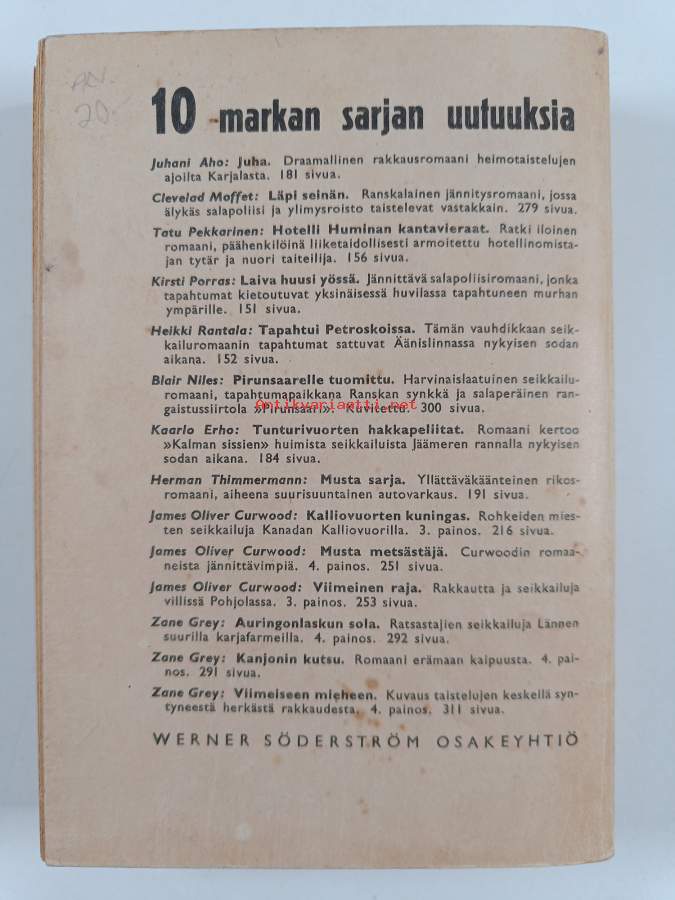 AN.
20.-
10 -markan sarjan uutuuksia
Juhani Aho: Juha. Draamallinen rakkausromaani heimotaistelujen
ajoilta Karjalasta. 181 sivua.
Clevelad Moffet: Läpi seinän. Ranskalainen jännitysromaani, jossa
älykäs salapoliisi ja ylimysroisto taistelevat vastakkain. 279 sivua.
Tatu Pekkarinen: Hotelli Huminan kantavieraat. Ratki iloinen
romaani, päähenkilöinä liiketaidollisesti armoitettu hotellinomista-
jan tytär ja nuori taiteilija. 156 sivua.
Kirsti Porras: Laiva huusi yössä. Jännittävä salapoliisiromaani, jonka
tapahtumat kietoutuvat yksinäisessä huvilassa tapahtuneen murhan
ympärille. 151 sivua.
Heikki Rantala: Tapahtui Petroskoissa. Tämän vauhdikkaan seik-
kailuromaanin tapahtumat sattuvat Äänislinnassa nykyisen sodan
aikana. 152 sivua.
Blair Niles: Pirunsaarelle tuomittu. Harvinaislaatuinen seikkailu-
romaani, tapahtumapaikkana Ranskan synkkä ja salaperäinen ran-
gaistussiirtola »Pirunsaari». Kuvitettu. 300 sivua.
Antikvariaatti.net
Kaarlo Erho: Tunturivuorten hakkapeliitat. Romaani kertoo
»Kalman sissien» huimista seikkailuista Jäämeren rannalla nykyisen
sodan aikana. 184 sivua.
Herman Thimmermann: Musta sarja. Yllättäväkäänteinen rikos-
romaani, aiheena suurisuuntainen autovarkaus. 191 sivua.
James Oliver Curwood: Kalliovuorten kuningas. Rohkeiden mies-
ten seikkailuja Kanadan Kalliovuorilla. 3. painos. 216 sivua.
James Oliver Curwood: Musta metsästäjä. Curwoodin romaa-
neista jännittävimpiä. 4. painos. 251 sivua.
James Oliver Curwood: Viimeinen raja. Rakkautta ja seikkailuja
villissä Pohjolassa. 3. painos. 253 sivua.
Zane Grey: Auringonlaskun sola. Ratsastajien seikkailuja Lännen
suurilla karjafarmeilla. 4. painos. 292 sivua.
Zane Grey: Kanjonin kutsu. Romaani erämaan kaipuusta. 4. pai-
nos. 291 sivua.
Zane Grey: Viimeiseen mieheen. Kuvaus taistelujen keskellä syn-
tyneestä herkästä rakkaudesta. 4. painos. 311 sivua.
WERNER SÖDERSTRÖM OSAKEYHTIÖ